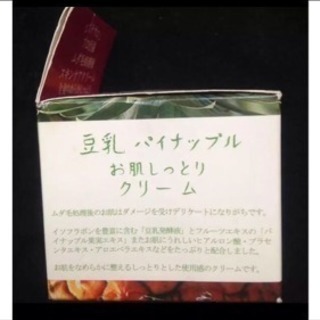 豆乳 パイナップル
お肌しっとり
クリーム
ムダ毛処理後のお肌はダメージを受けデリケートになりがちです。
イソフラボンを豊富に含む「豆乳発酵液」とフルーツエキスの「パ
イナップル果実エキス」またお肌にうれしいヒアルロン酸・プラセ
ンタエキス・アロエベラエキスなどをたっぷりと配合しました。
お肌をなめらかに整えるしっとりとした使用感のクリームです。